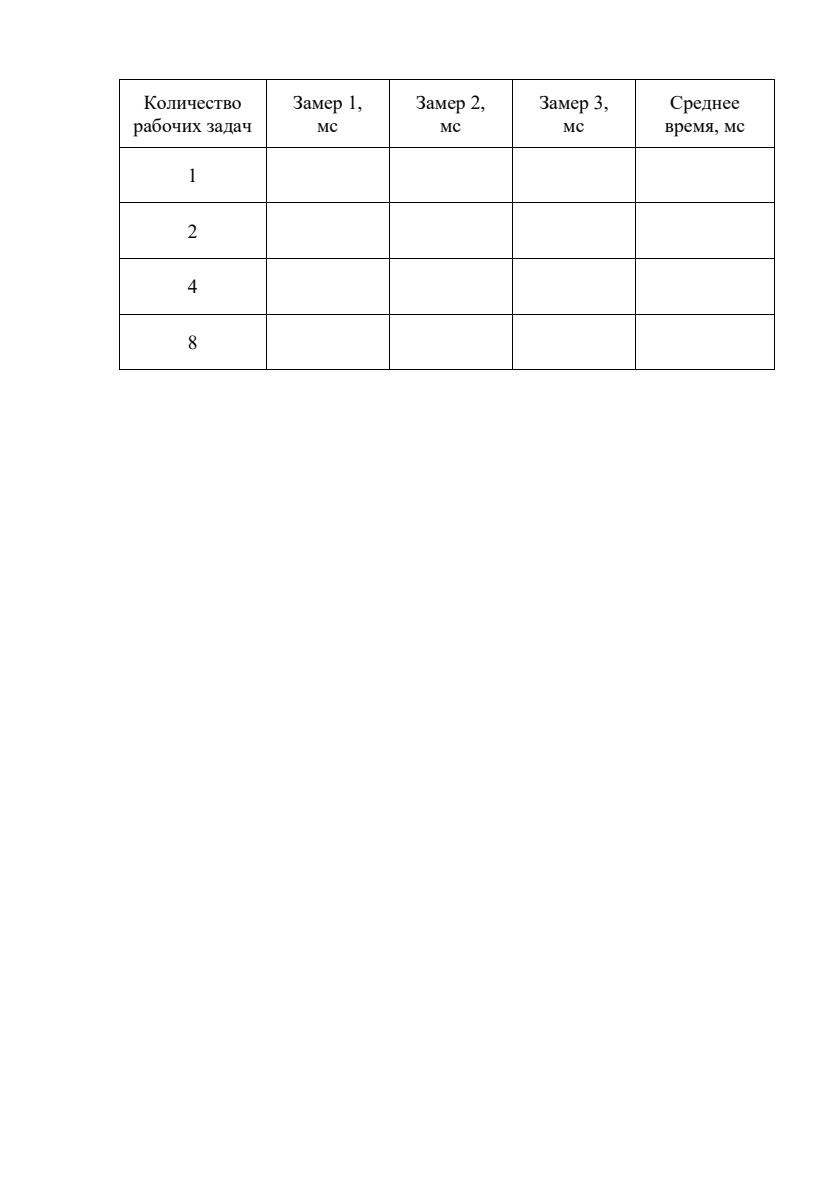 Количество рабочих задач
Замер 1, мс
Замер 2, мс
Замер 3, мс
Среднее время, мс
1
2
4
8